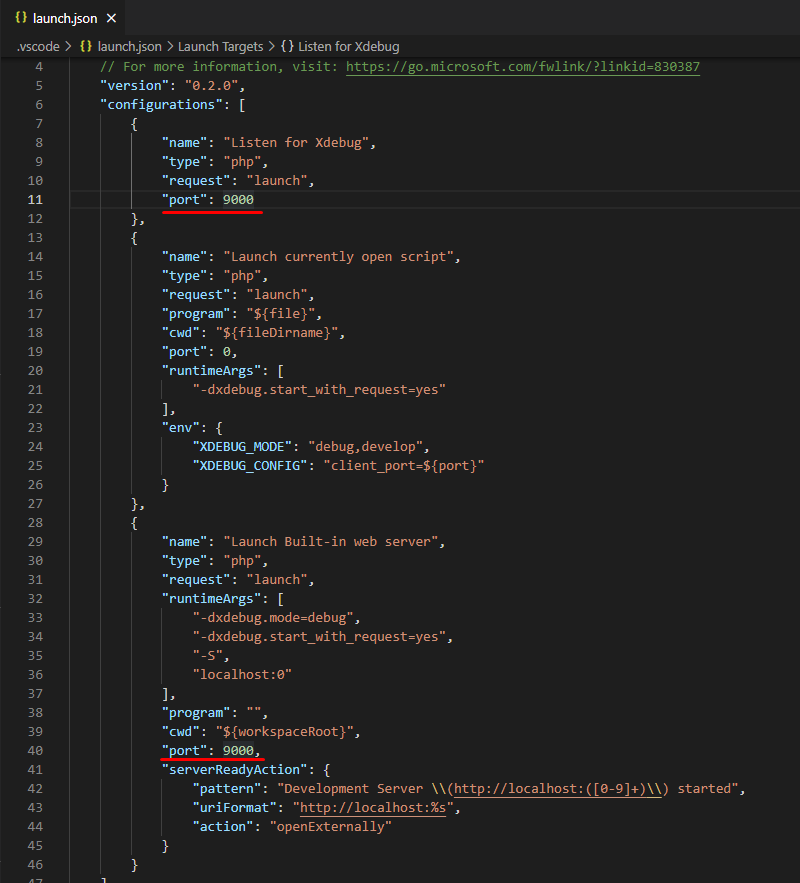 {} launch.json ×
.vscode > {} launch.json > Launch Targets > {} Listen for Xdebug
4 // For more information, visit: https://go.microsoft.com/fwlink/?linkid=830387
5 "version": "0.2.0",
6 "configurations": [
7 {
8 "name": "Listen for Xdebug",
9 "type": "php",
10 "request": "launch",
11 "port": 9000
12 },
13 {
14 "name": "Launch currently open script",
15 "type": "php",
16 "request": "launch",
17 "program": "${file}",
18 "cwd": "${fileDirname}",
19 "port": 0,
20 "runtimeArgs": [
21 "-dxdebug.start_with_request=yes"
22 ],
23 "env": {
24 "XDEBUG_MODE": "debug,develop",
25 "XDEBUG_CONFIG": "client_port=${port}"
26 }
27 },
28 {
29 "name": "Launch Built-in web server",
30 "type": "php",
31 "request": "launch",
32 "runtimeArgs": [
33 "-dxdebug.mode=debug",
34 "-dxdebug.start_with_request=yes",
35 "-S",
36 "localhost:0"
37 ],
38 "program": "",
39 "cwd": "${workspaceRoot}",
40 "port": 9000,
41 "serverReadyAction": {
42 "pattern": "Development Server \\(http://localhost:([0-9]+)\\) started",
43 "uriFormat": "http://localhost:%s",
44 "action": "openExternally"
45 }
46 }
47 ]